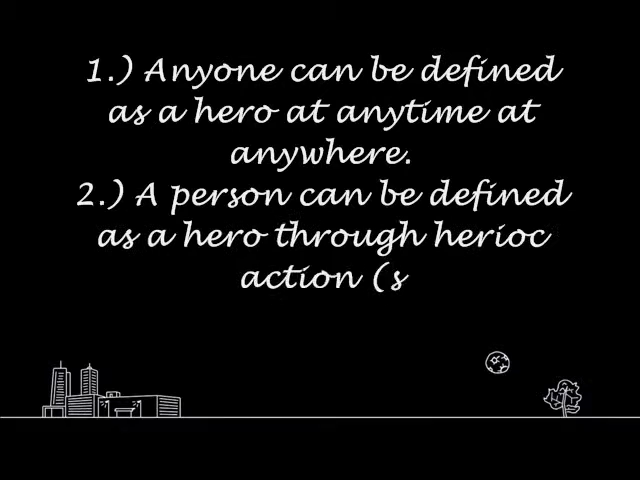 1.) Anyone can be defined
as a hero at anytime at
anywhere.
2.) A person can be defined
as a hero through herioc
action (s